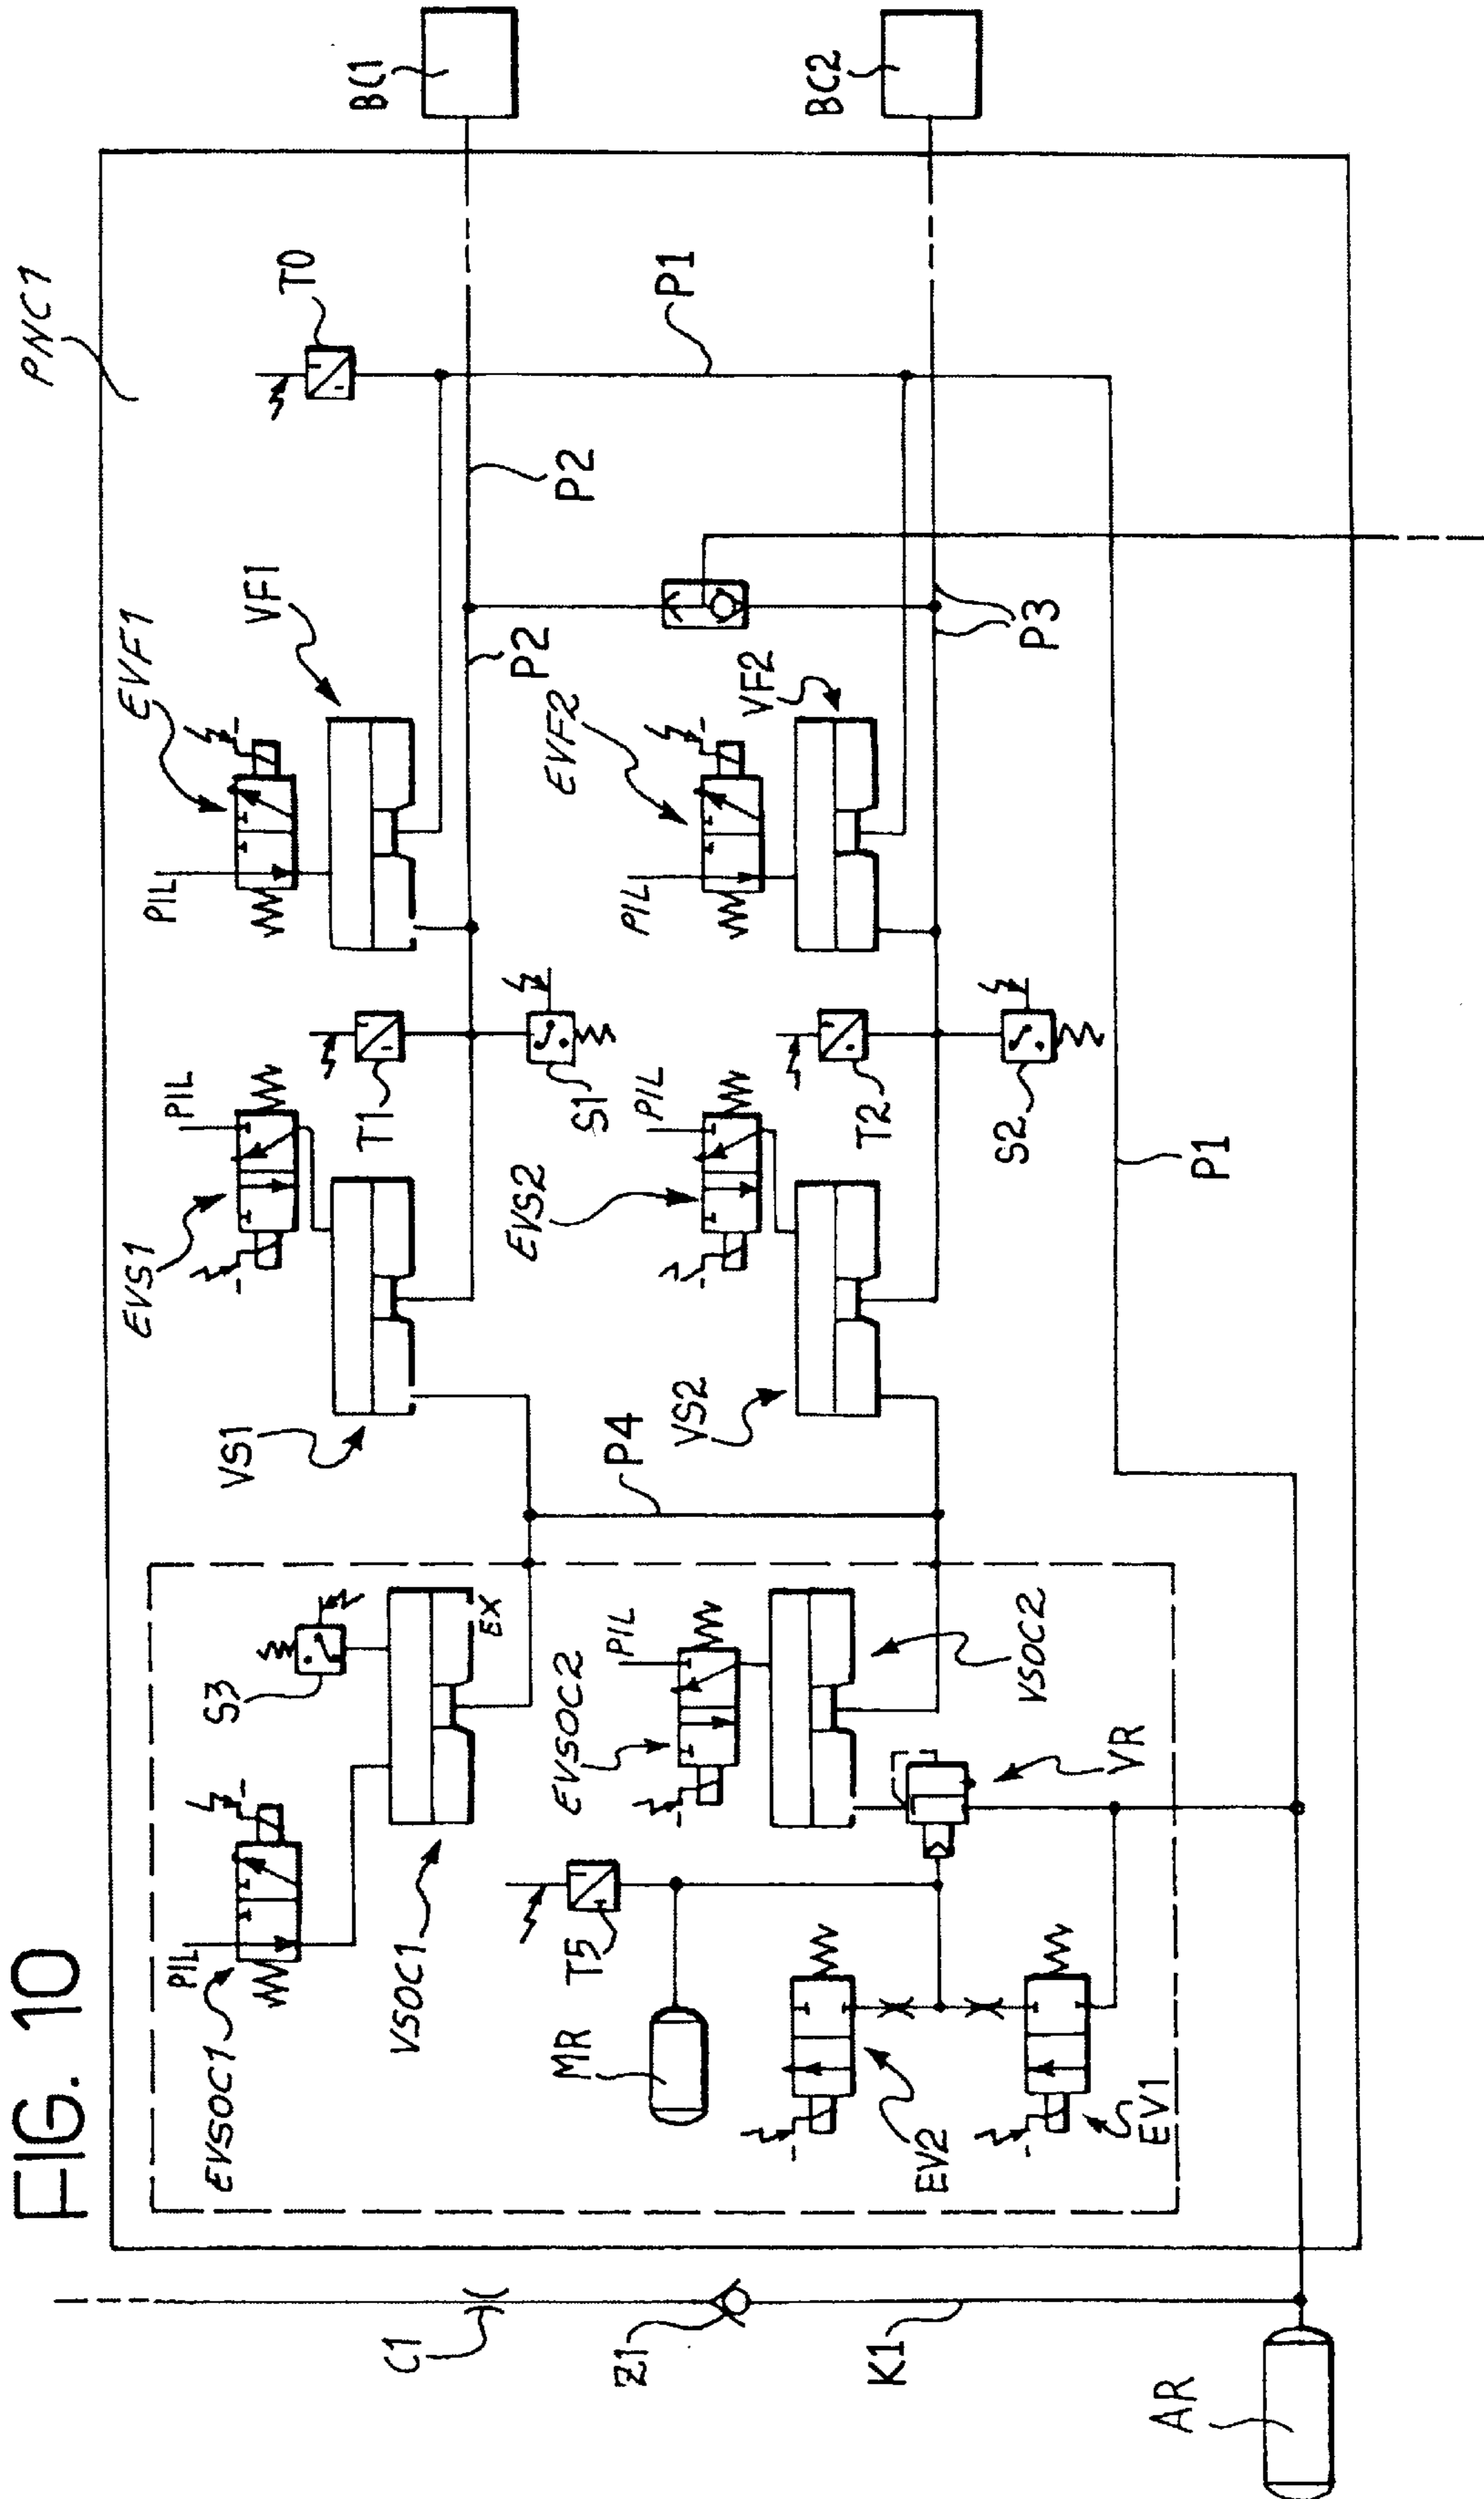 FIG. 10
PNC1
BC1
BC2
T0
P1
P2
P2
P3
EVF1
VF1
PIL
EVF2
VF2
PIL
EVS1
PIL
T1
S1
VS1
EVS2
PIL
T2
S2
VS2
P1
P4
S3
EX
EVSOC1
PIL
VSOC1
EVSOC2
PIL
VSOC2
VR
T5
MR
EV2
EV1
C1
Z1
K1
AR